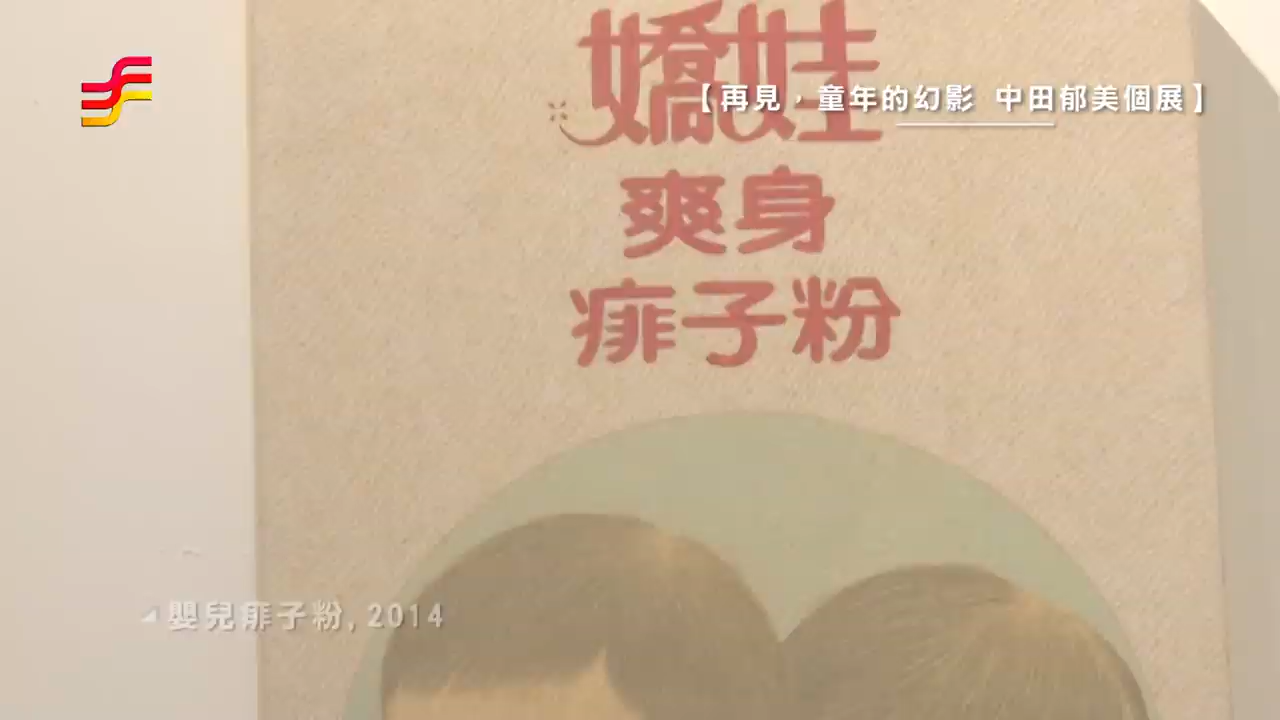 嬌娃
【再見,童年的幻影 中田郁美個展】
爽身
痱子粉
嬰兒痱子粉, 2014